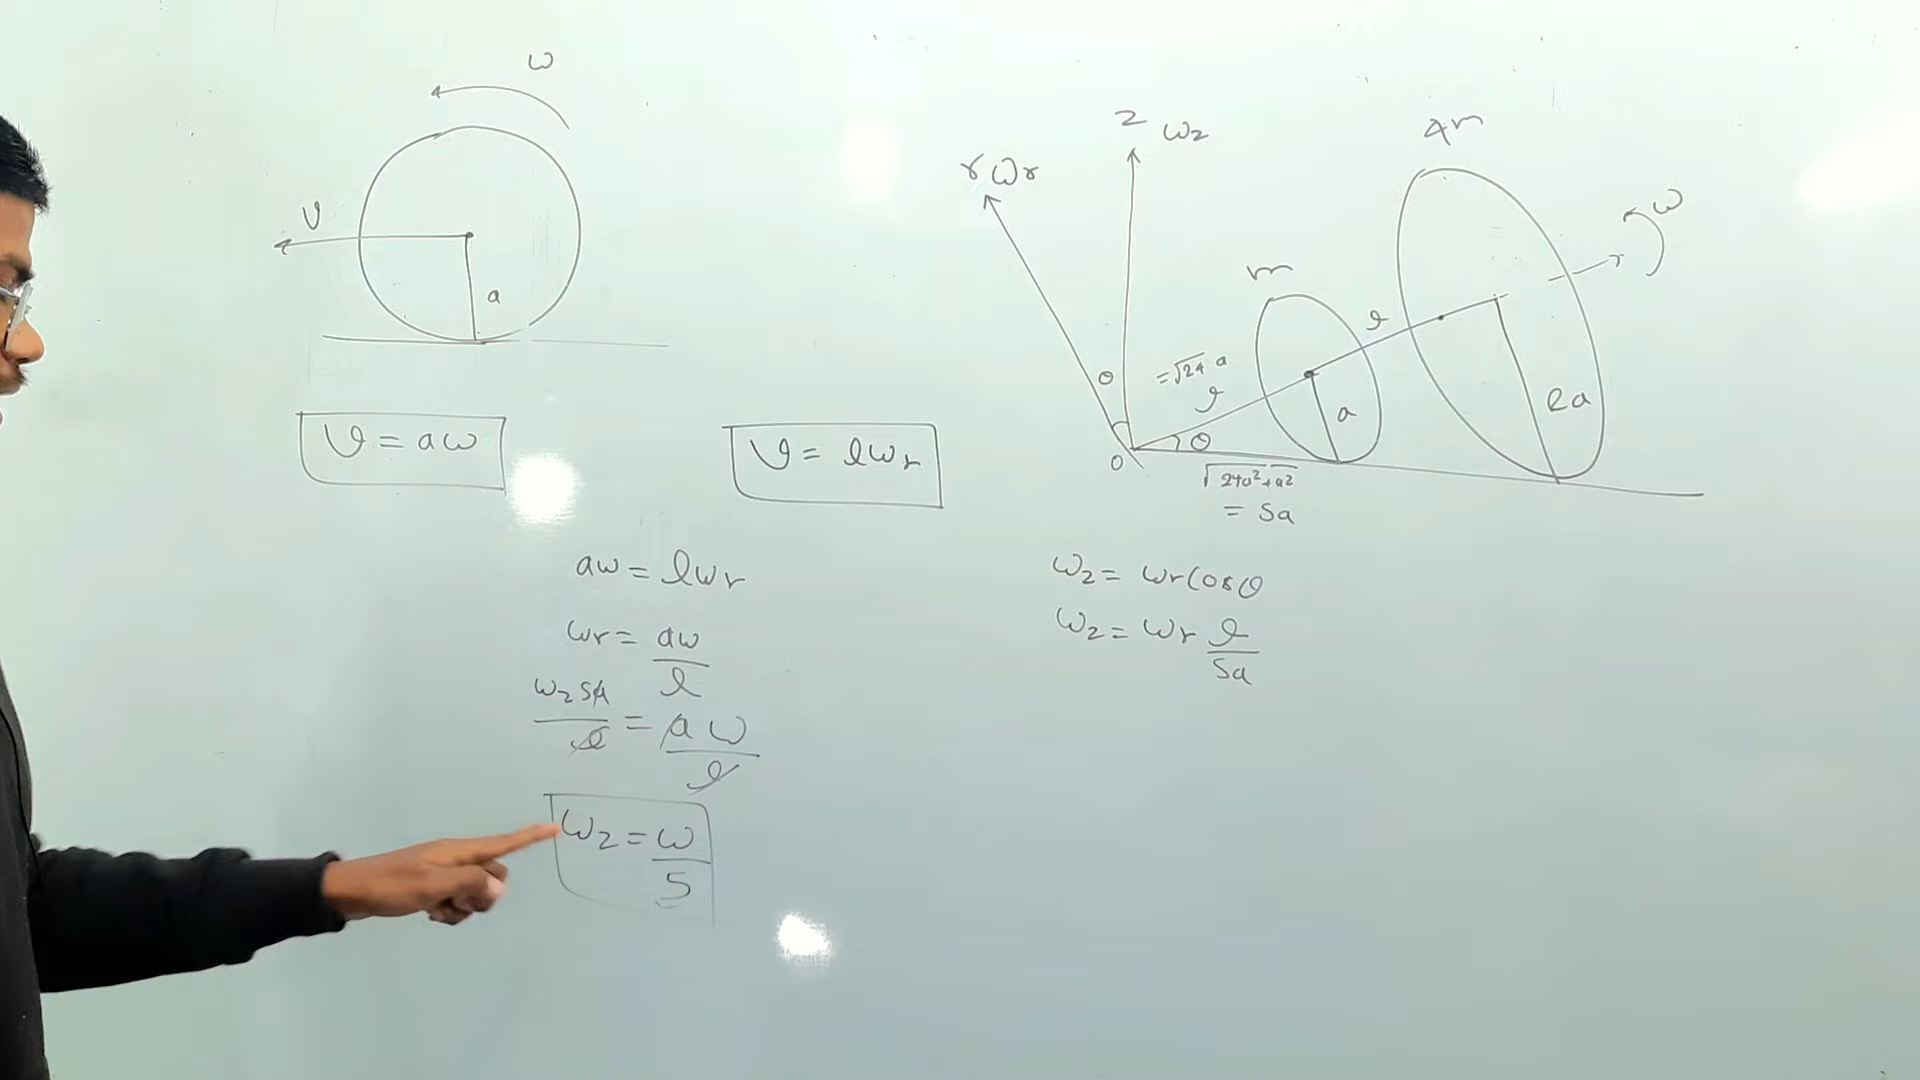 ω
v
a
v = aω
v = lωr
aω = lωr
ωr = aω/l
ωz 5a/l = aω/l
ωz = ω/5
r ωr
z ωz
4m
ω
m
l
θ
= √24 a
l
a
2a
θ
O
√24a²+a²
= 5a
ωz = ωr Cosθ
ωz = ωr l/5a